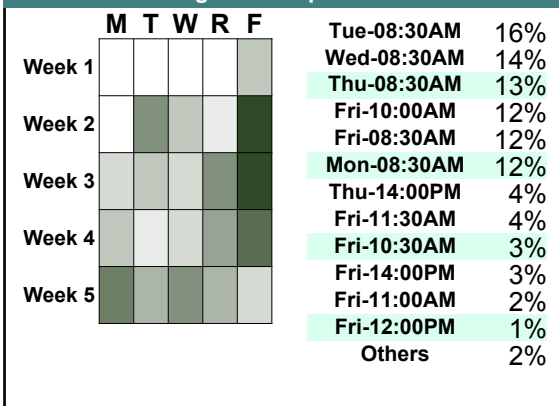 M T W R F
Week 1
Week 2
Week 3
Week 4
Week 5
Tue-08:30AM 16%
Wed-08:30AM 14%
Thu-08:30AM 13%
Fri-10:00AM 12%
Fri-08:30AM 12%
Mon-08:30AM 12%
Thu-14:00PM 4%
Fri-11:30AM 4%
Fri-10:30AM 3%
Fri-14:00PM 3%
Fri-11:00AM 2%
Fri-12:00PM 1%
Others 2%